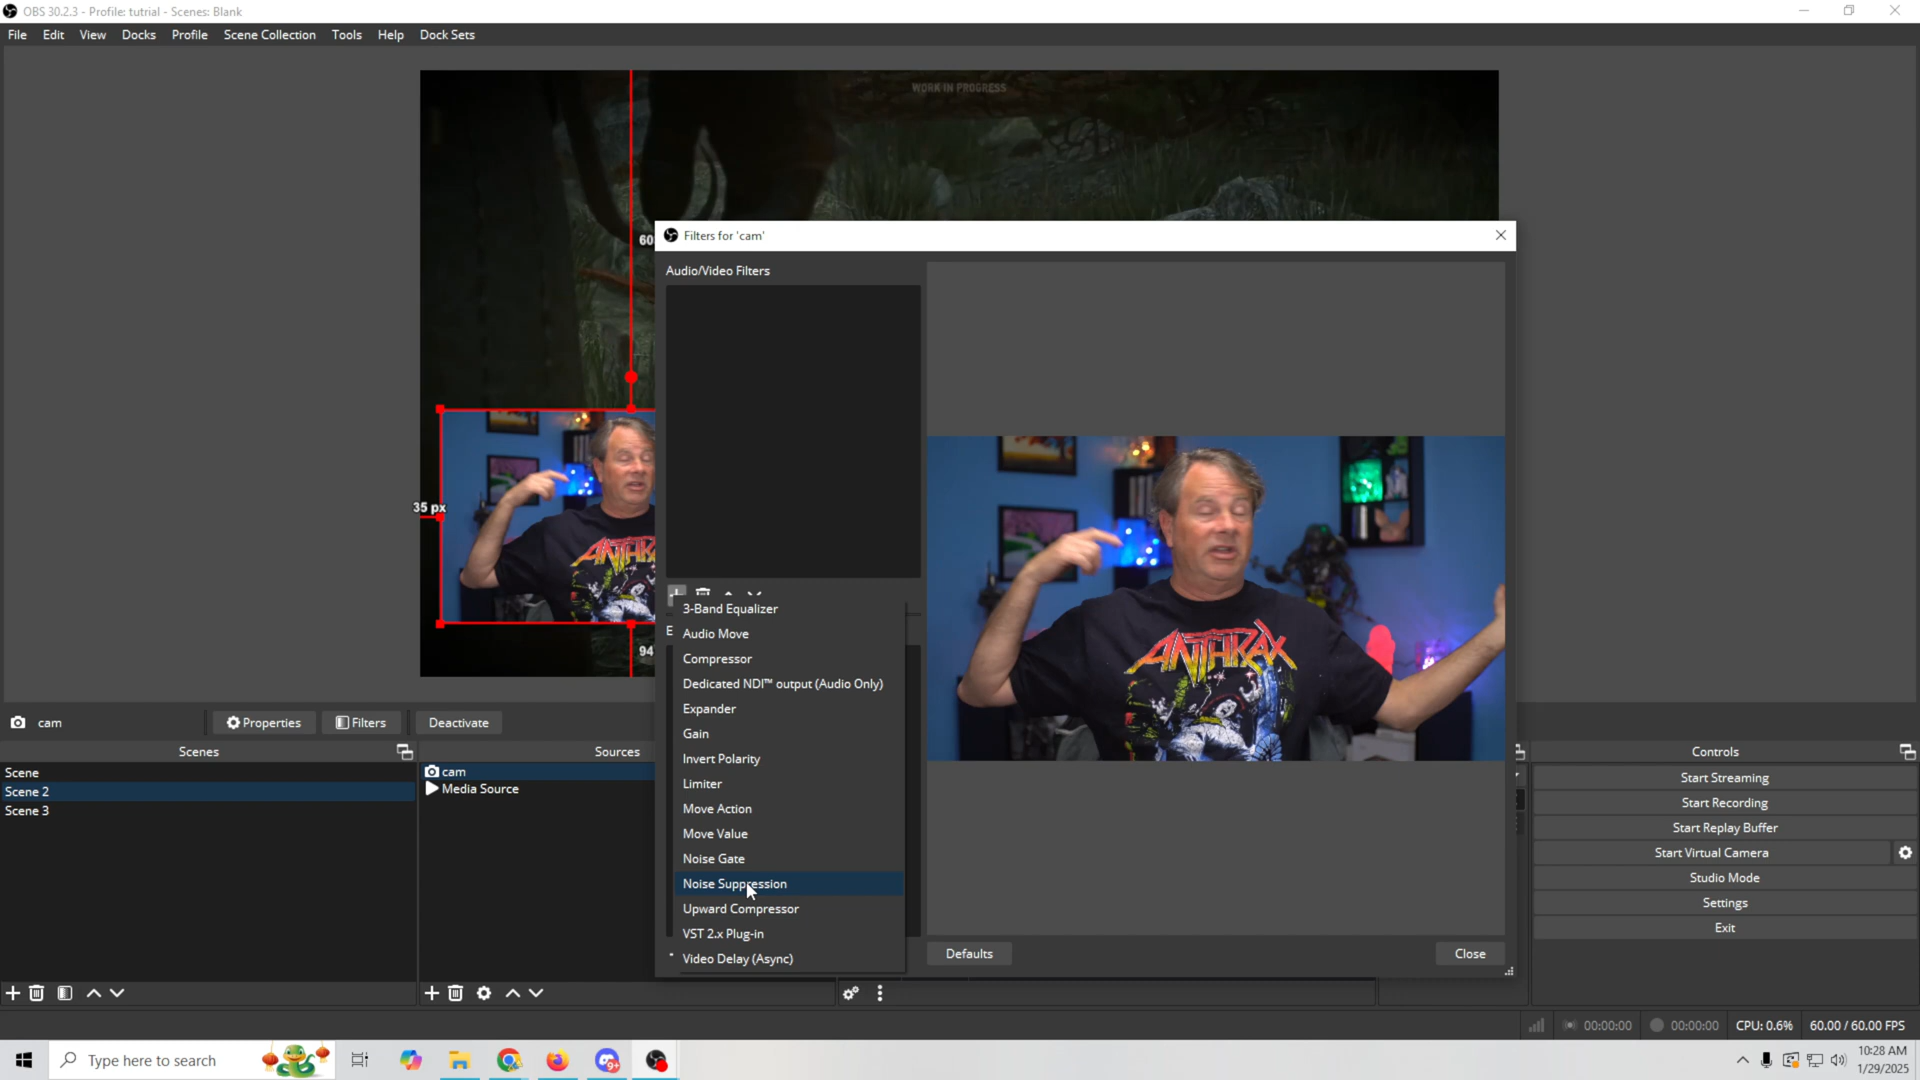 OBS 30.2.3 - Profile: tutrial - Scenes: Blank
File Edit View Docks Profile Scene Collection Tools Help Dock Sets
WORK IN PROGRESS
60
Filters for 'cam'
Audio/Video Filters
ANTHRAX
35 px
ANTHRAX
94
E
3-Band Equalizer
Audio Move
Compressor
Dedicated NDI™ output (Audio Only)
Expander
Gain
Invert Polarity
Limiter
Move Action
Move Value
Noise Gate
Noise Suppression
Upward Compressor
VST 2.x Plug-in
Video Delay (Async)
Defaults
Close
cam
Properties
Filters
Deactivate
Scenes
Scene
Scene 2
Scene 3
Sources
cam
Media Source
Controls
Start Streaming
Start Recording
Start Replay Buffer
Start Virtual Camera
Studio Mode
Settings
Exit
00:00:00
00:00:00
CPU: 0.6%
60.00 / 60.00 FPS
Type here to search
9+
10:28 AM
1/29/2025